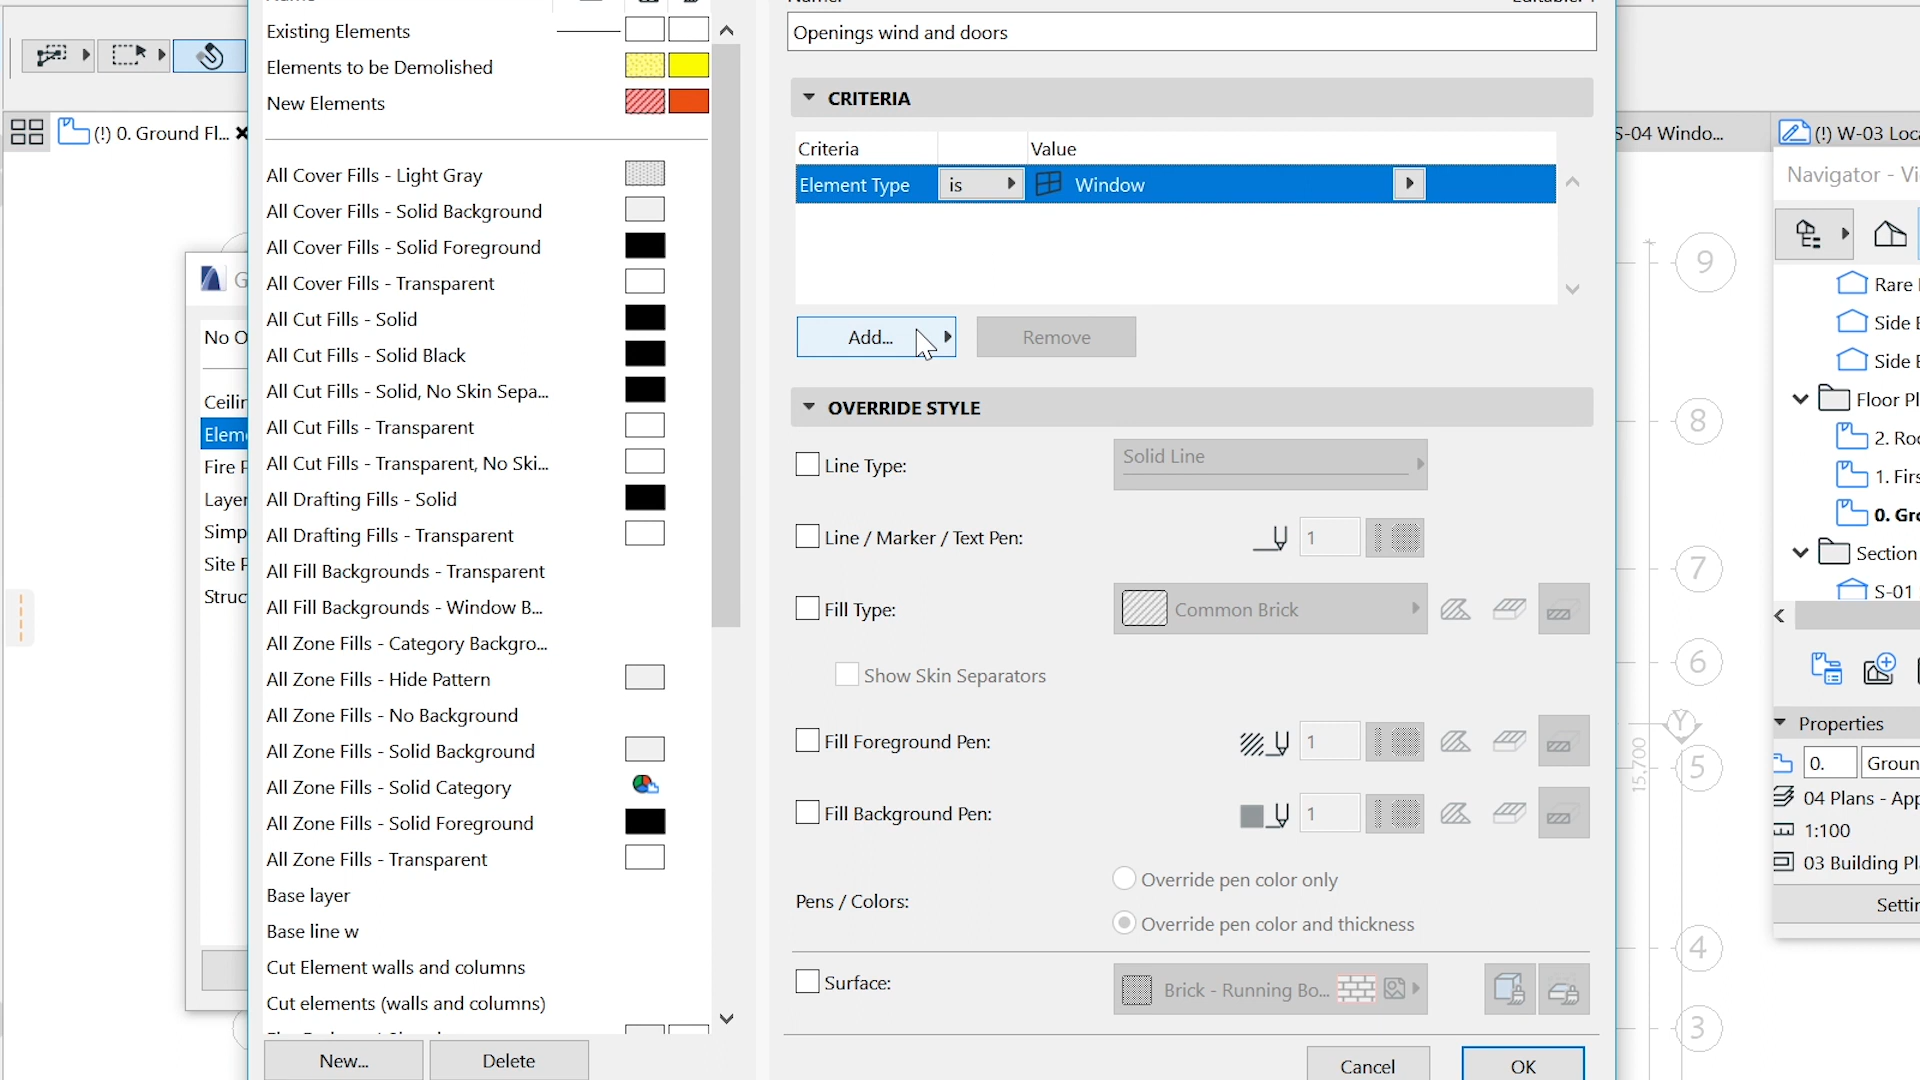 Existing Elements
Elements to be Demolished
New Elements
All Cover Fills - Light Gray
All Cover Fills - Solid Background
All Cover Fills - Solid Foreground
All Cover Fills - Transparent
All Cut Fills - Solid
All Cut Fills - Solid Black
All Cut Fills - Solid, No Skin Sepa...
All Cut Fills - Transparent
All Cut Fills - Transparent, No Ski...
All Drafting Fills - Solid
All Drafting Fills - Transparent
All Fill Backgrounds - Transparent
All Fill Backgrounds - Window B...
All Zone Fills - Category Backgro...
All Zone Fills - Hide Pattern
All Zone Fills - No Background
All Zone Fills - Solid Background
All Zone Fills - Solid Category
All Zone Fills - Solid Foreground
All Zone Fills - Transparent
Base layer
Base line w
Cut Element walls and columns
Cut elements (walls and columns)
New...
Delete
Openings wind and doors
CRITERIA
Criteria
Value
Element Type
is
Window
Add...
Remove
OVERRIDE STYLE
Line Type:
Solid Line
Line / Marker / Text Pen:
1
Fill Type:
Common Brick
Show Skin Separators
Fill Foreground Pen:
1
Fill Background Pen:
1
Pens / Colors:
Override pen color only
Override pen color and thickness
Surface:
Brick - Running Bo...
Cancel
OK
(!) 0. Ground Fl...
G
No O
Ceilin
Elem
Fire
Layer
Simp
Site
Struc
S-04 Windo...
(!) W-03 Loca
Navigator - Vi
Rare
Side
Side
Floor Pl
2. Roo
1. Firs
0. Gro
Section
S-01
Properties
0.
Groun
04 Plans - App
1:100
03 Building Pl
Settin
9
8
7
6
Y
5
4
3
15,700